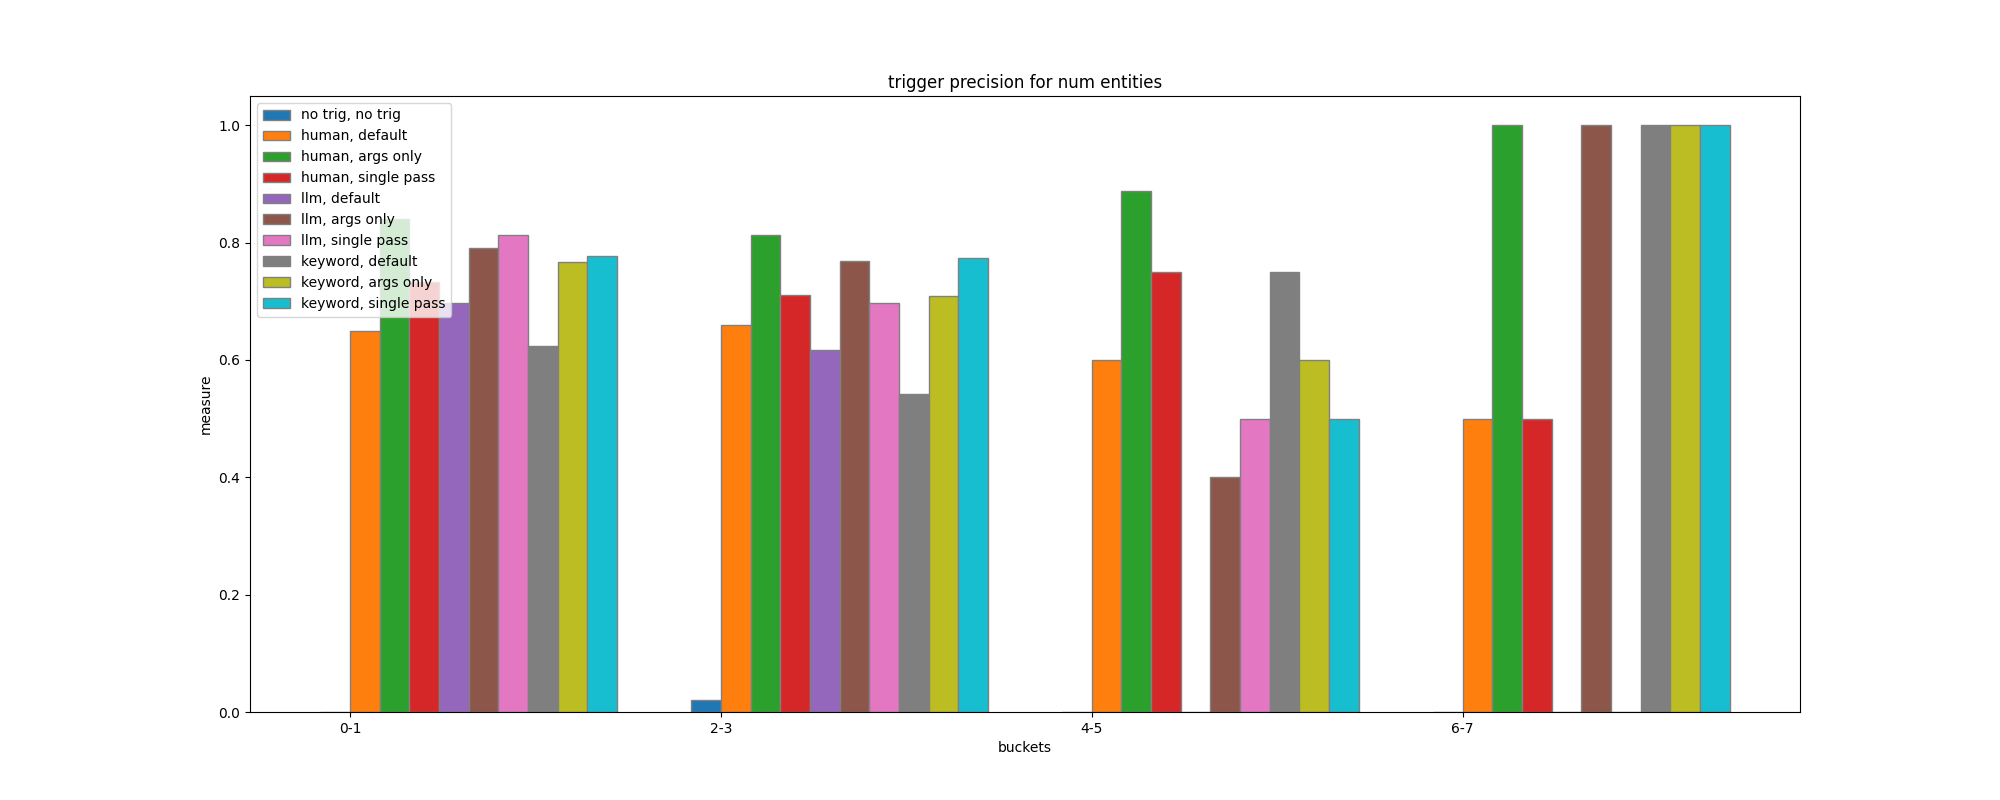 trigger precision for num entities
no trig, no trig
human, default
human, args only
human, single pass
llm, default
llm, args only
llm, single pass
keyword, default
keyword, args only
keyword, single pass
1.0
0.8
0.6
0.4
0.2
0.0
measure
0-1 2-3 4-5 6-7
buckets